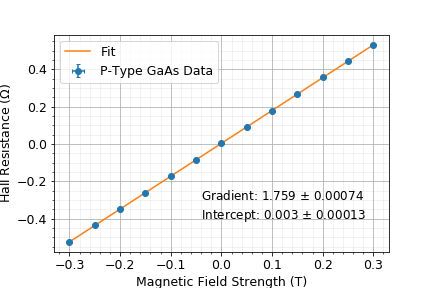 Fit
P-Type GaAs Data
0.4
0.2
0.0
−0.2
−0.4
Hall Resistance (Ω)
Gradient: 1.759 ± 0.00074
Intercept: 0.003 ± 0.00013
−0.3 −0.2 −0.1 0.0 0.1 0.2 0.3
Magnetic Field Strength (T)